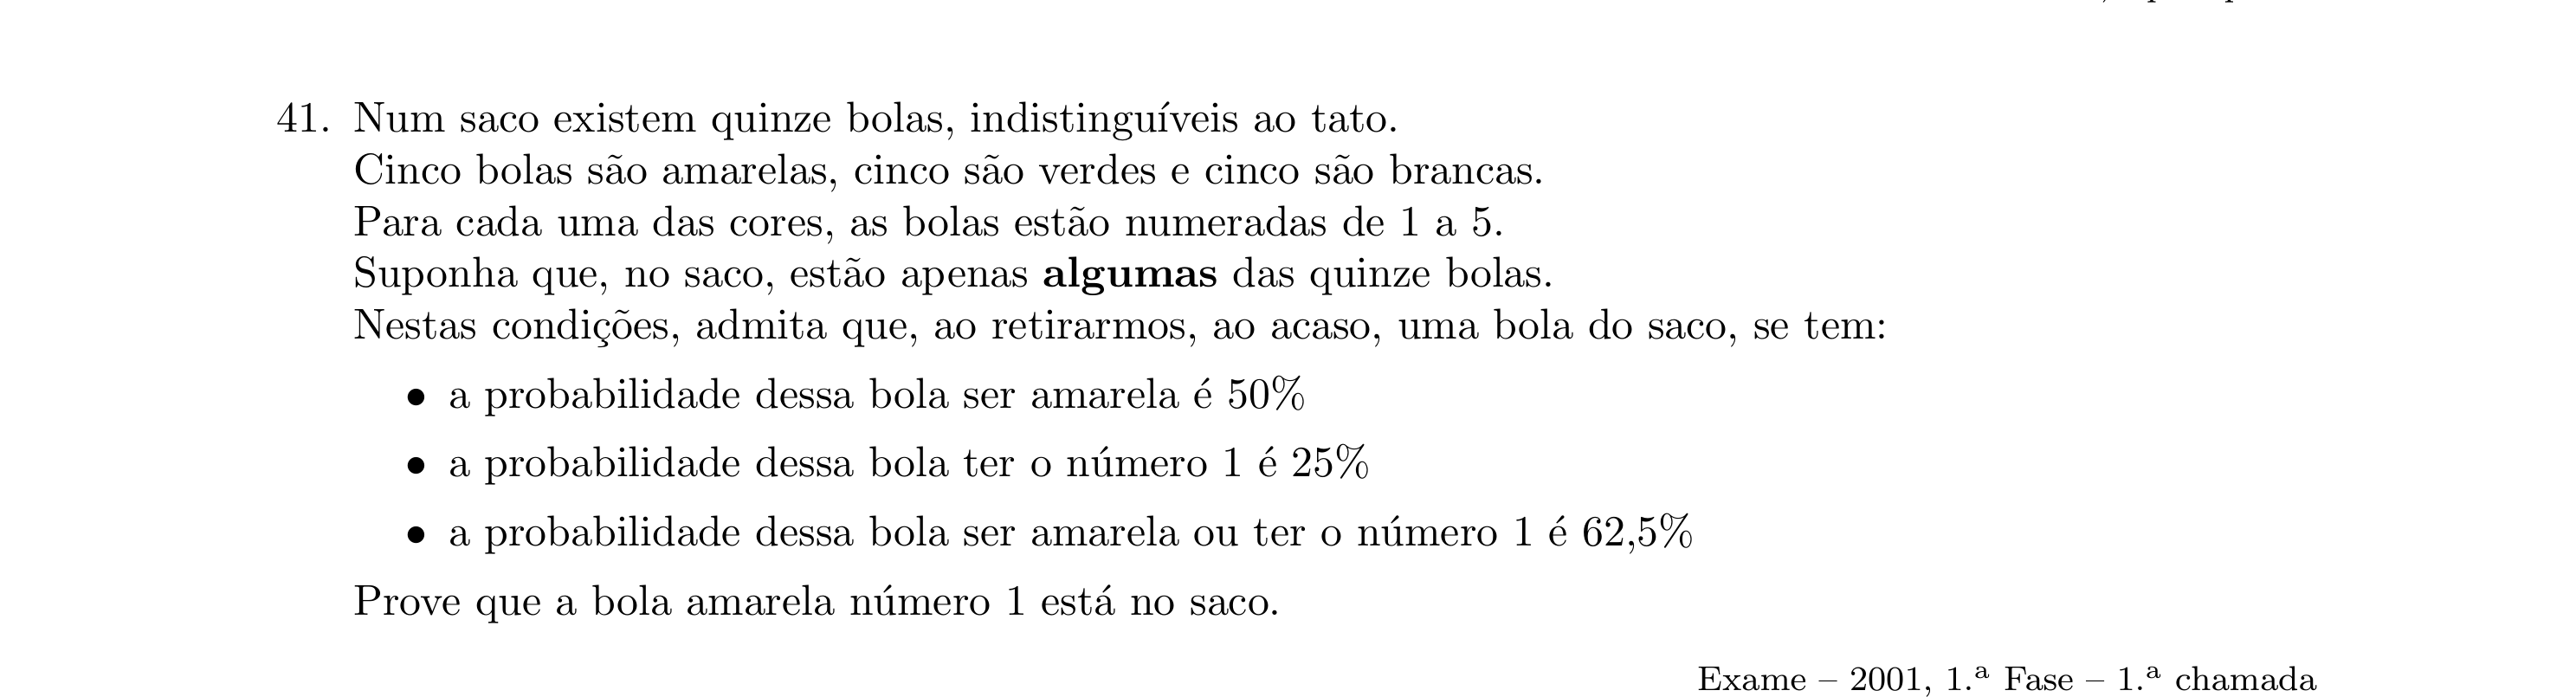 41. Num saco existem quinze bolas, indistinguíveis ao tato.
Cinco bolas são amarelas, cinco são verdes e cinco são brancas.
Para cada uma das cores, as bolas estão numeradas de 1 a 5.
Suponha que, no saco, estão apenas algumas das quinze bolas.
Nestas condições, admita que, ao retirarmos, ao acaso, uma bola do saco, se tem:
• a probabilidade dessa bola ser amarela é 50%
• a probabilidade dessa bola ter o número 1 é 25%
• a probabilidade dessa bola ser amarela ou ter o número 1 é 62,5%
Prove que a bola amarela número 1 está no saco.
Exame – 2001, 1.ª Fase – 1.ª chamada